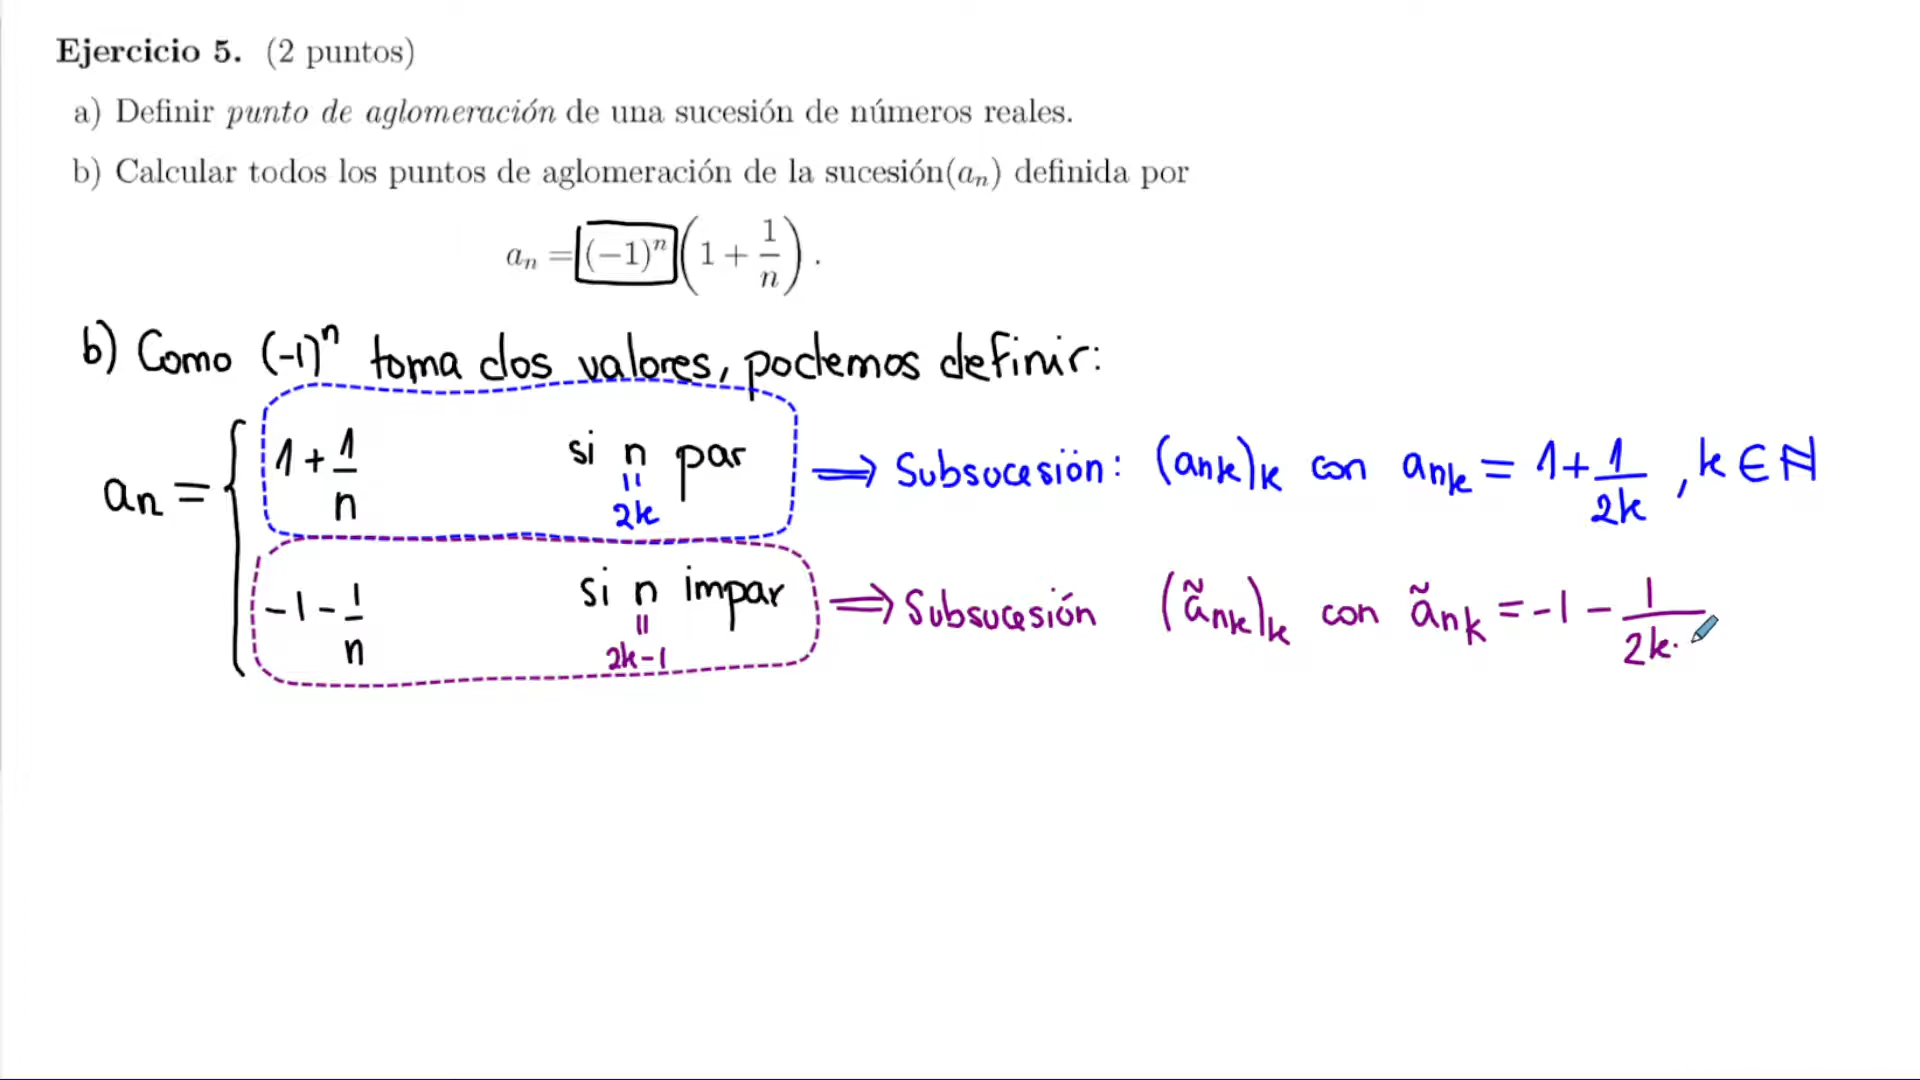 Ejercicio 5. (2 puntos)
a) Definir punto de aglomeración de una sucesión de números reales.
b) Calcular todos los puntos de aglomeración de la sucesión(aₙ) definida por
aₙ = (−1)ⁿ (1 + 1/n) .
b) Como (-1)ⁿ toma dos valores, podemos definir:
aₙ = { 1 + 1/n si n par ⟹ Subsucesión: (aₙₖ)ₖ con aₙₖ = 1 + 1/2k , k ∈ ℕ
"
2k
-1 - 1/n si n impar ⟹ Subsucesión (ãₙₖ)ₖ con ãₙₖ = -1 - 1/2k-
"
2k-1